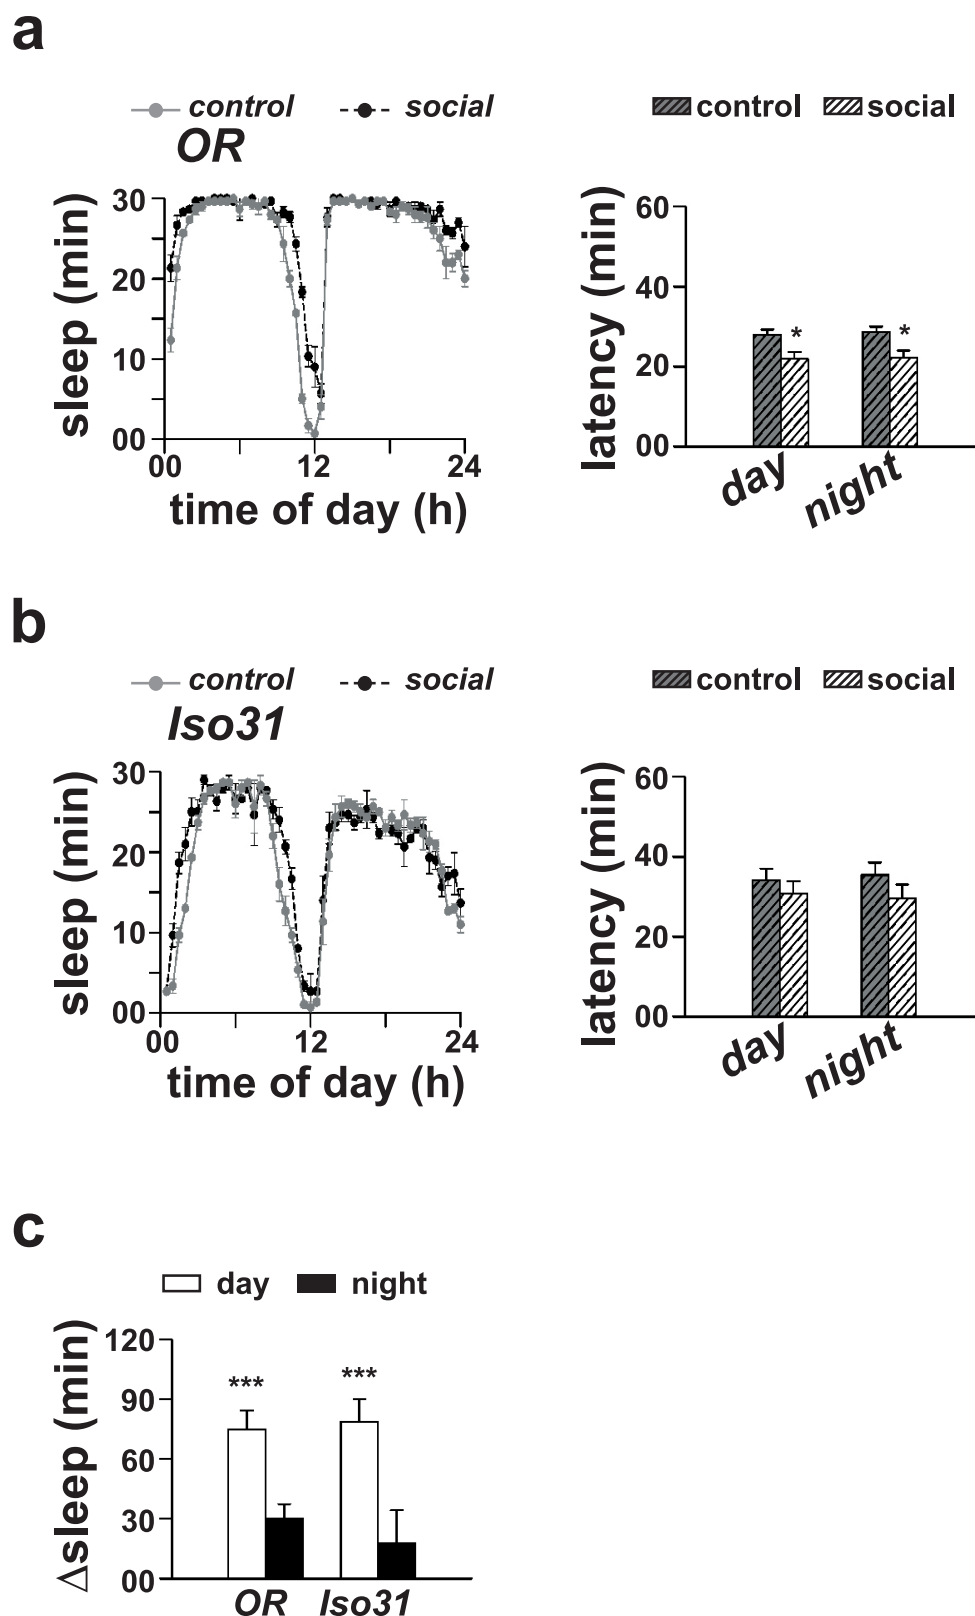 a
control social
OR
control social
sleep (min)
30
20
10
00
00 12 24
time of day (h)
latency (min)
60
40
20
00
* *
day night
b
control social
Iso31
control social
sleep (min)
30
20
10
00
00 12 24
time of day (h)
latency (min)
60
40
20
00
day night
c
day night
Δsleep (min)
120
90
60
30
00
*** ***
OR Iso31